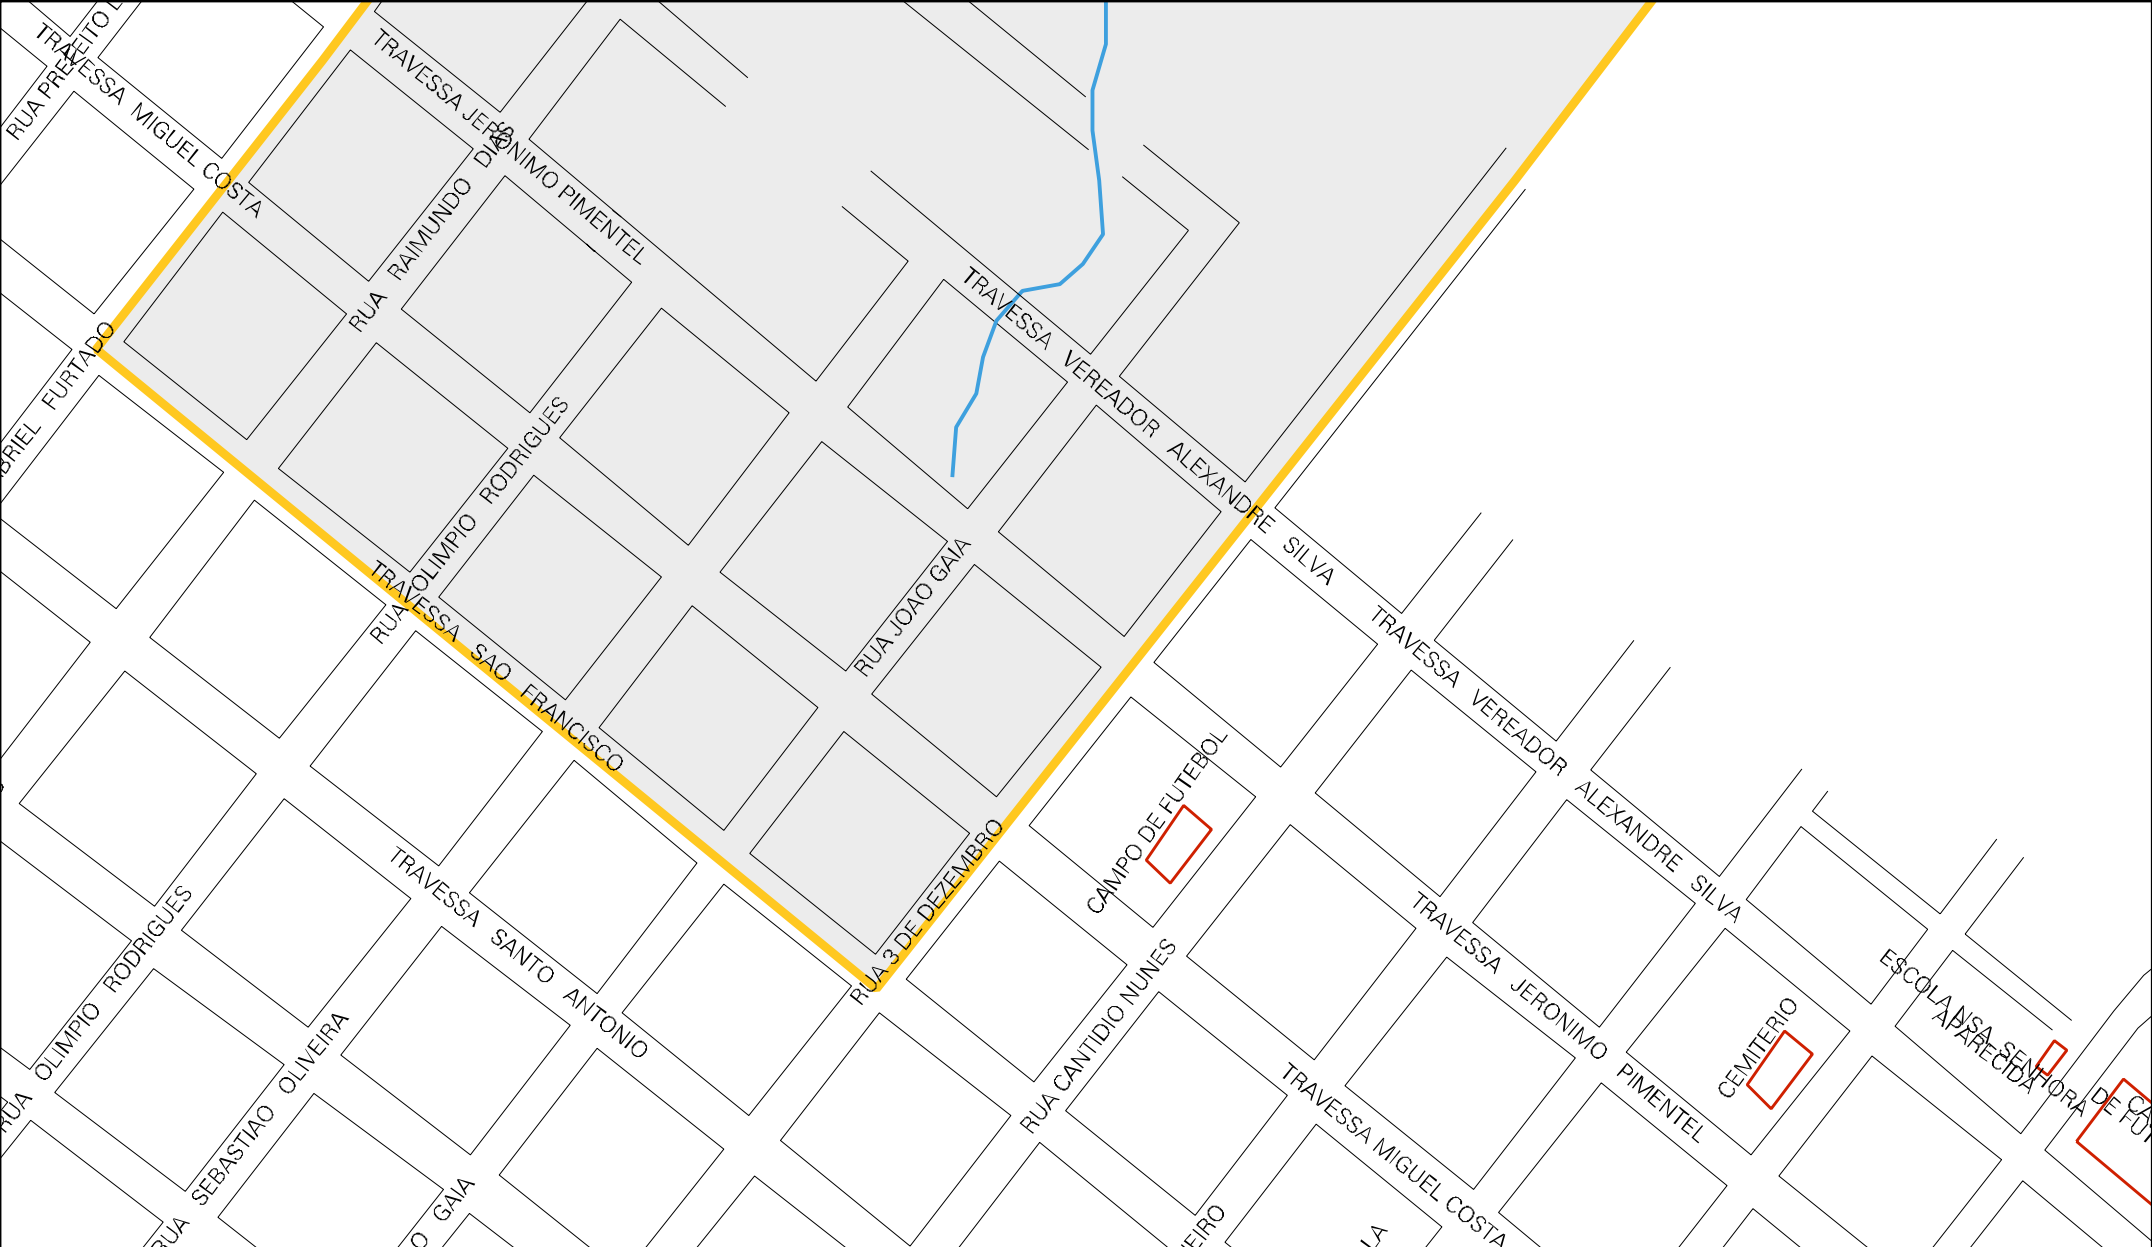 TRAVESSA MIGUEL COSTA
TRAVESSA JERONIMO PIMENTEL
RUA RAIMUNDO DIAS
FURTADO
RUA OLIMPIO RODRIGUES
TRAVESSA SAO FRANCISCO
RUA JOAO GAIA
TRAVESSA VEREADOR ALEXANDRE SILVA
TRAVESSA VEREADOR ALEXANDRE SILVA
RUA 3 DE DEZEMBRO
CAMPO DE FUTEBOL
TRAVESSA SANTO ANTONIO
RUA OLIMPIO RODRIGUES
RUA SEBASTIAO OLIVEIRA
GAIA
RUA CANTIDIO NUNES
TRAVESSA JERONIMO PIMENTEL
TRAVESSA MIGUEL COSTA
CEMITERIO
ESCOLA NSA SENHORA
APARECIDA